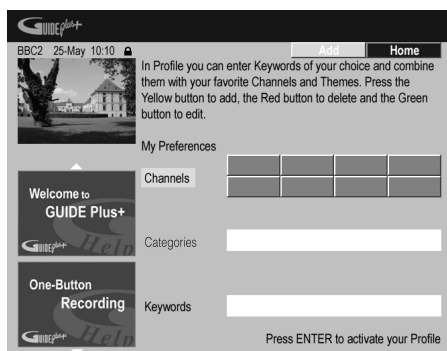 GUIDE Plus+
BBC2 25-May 10:10
Add Home
In Profile you can enter Keywords of your choice and combine
them with your favorite Channels and Themes. Press the
Yellow button to add, the Red button to delete and the Green
button to edit.
My Preferences
Channels
Welcome to
GUIDE Plus+
GUIDE Plus+ Help
Categories
One-Button
Recording
Keywords
GUIDE Plus+ Help
Press ENTER to activate your Profile